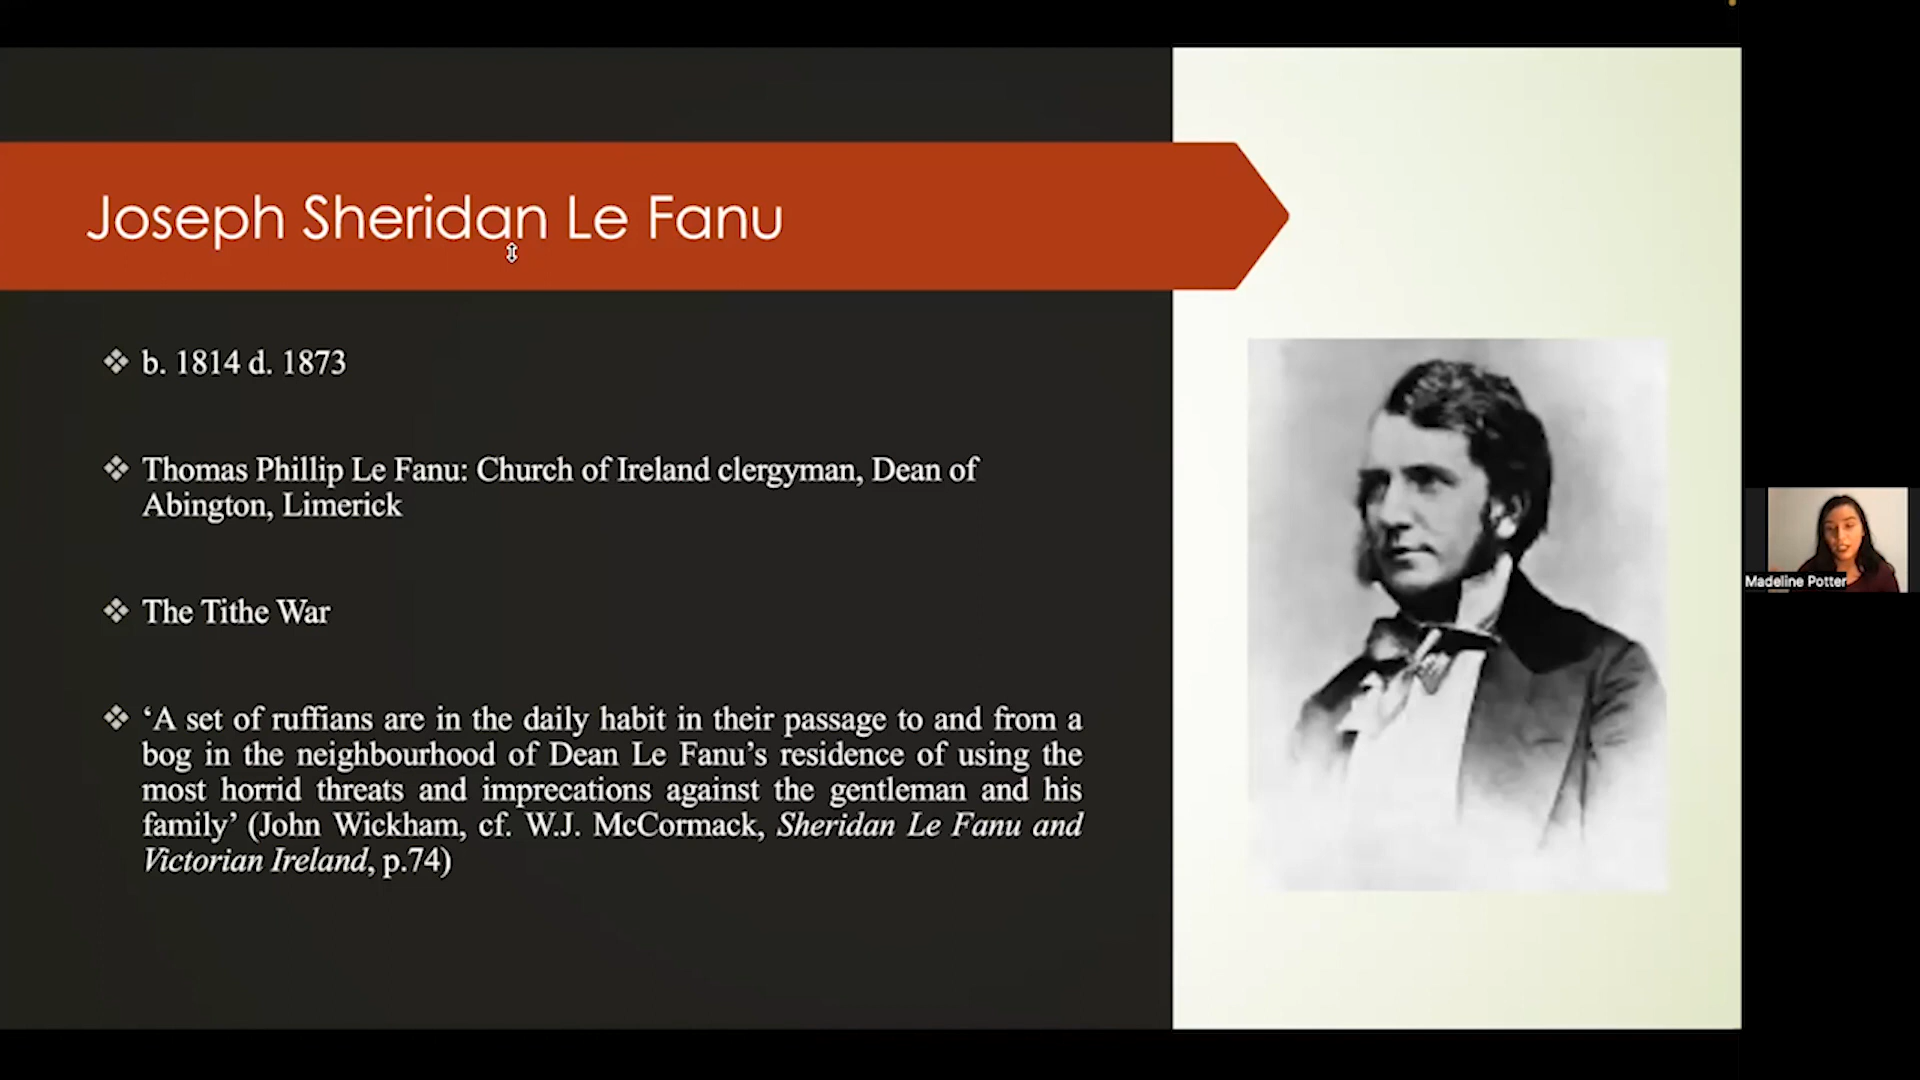 Joseph Sheridan Le Fanu
❖ b. 1814 d. 1873
❖ Thomas Phillip Le Fanu: Church of Ireland clergyman, Dean of
Abington, Limerick
❖ The Tithe War
❖ ‘A set of ruffians are in the daily habit in their passage to and from a
bog in the neighbourhood of Dean Le Fanu’s residence of using the
most horrid threats and imprecations against the gentleman and his
family’ (John Wickham, cf. W.J. McCormack, Sheridan Le Fanu and
Victorian Ireland, p.74)
Madeline Potter